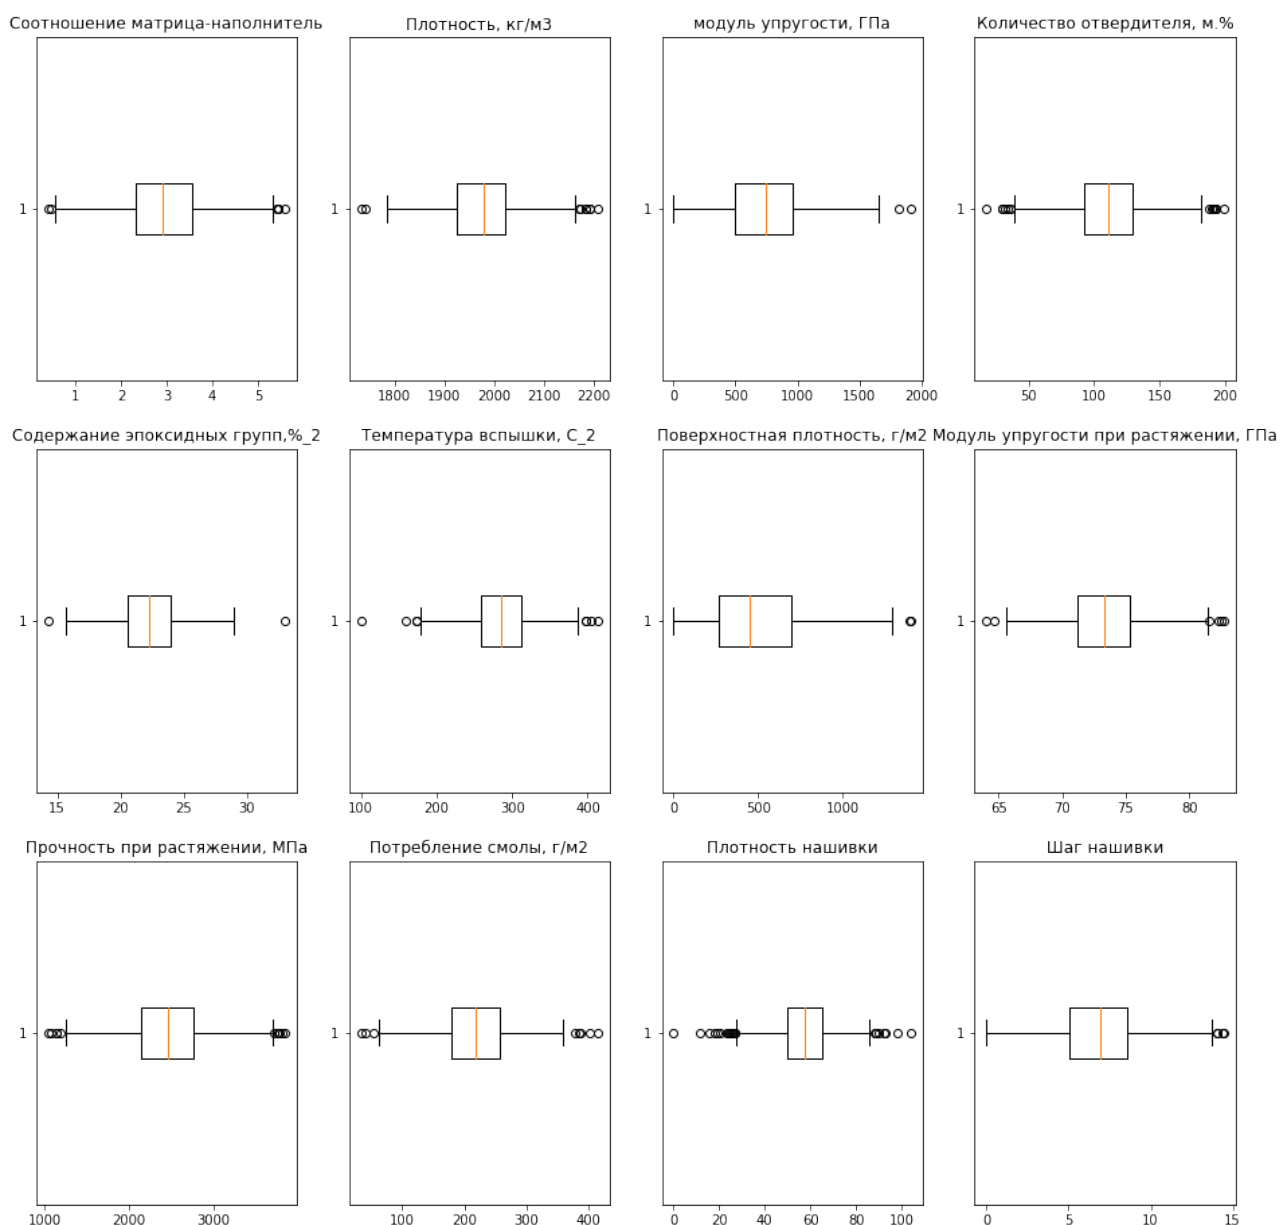 Соотношение матрица-наполнитель
Плотность, кг/м3
модуль упругости, ГПа
Количество отвердителя, м.%
1
1
1
1
1 2 3 4 5
1800 1900 2000 2100 2200
0 500 1000 1500 2000
50 100 150 200
Содержание эпоксидных групп,%_2
Температура вспышки, С_2
Поверхностная плотность, г/м2
Модуль упругости при растяжении, ГПа
1
1
1
1
15 20 25 30
100 200 300 400
0 500 1000
65 70 75 80
Прочность при растяжении, МПа
Потребление смолы, г/м2
Плотность нашивки
Шаг нашивки
1
1
1
1
1000 2000 3000
100 200 300 400
0 20 40 60 80 100
0 5 10 15